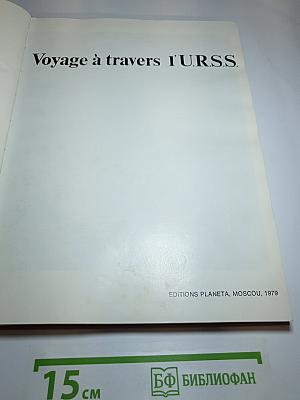 Voyage à travers l'U.R.S.S.
EDITIONS PLANETA, MOSCOU, 1979
15 см
БФ БИБЛИОФАН